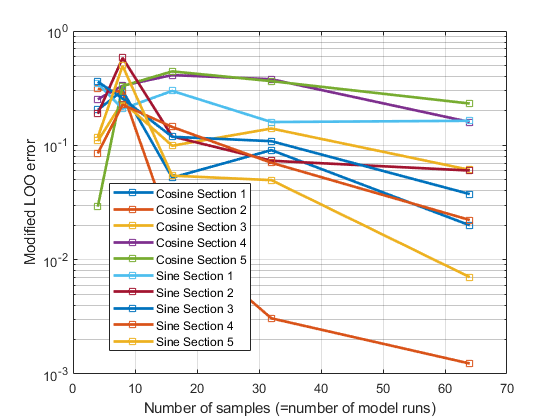 10^0
10^-1
10^-2
10^-3
Modified LOO error
Cosine Section 1
Cosine Section 2
Cosine Section 3
Cosine Section 4
Cosine Section 5
Sine Section 1
Sine Section 2
Sine Section 3
Sine Section 4
Sine Section 5
0 10 20 30 40 50 60 70
Number of samples (=number of model runs)